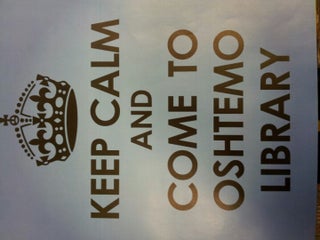 KEEP CALM
AND
COME TO
OSHTEMO
LIBRARY